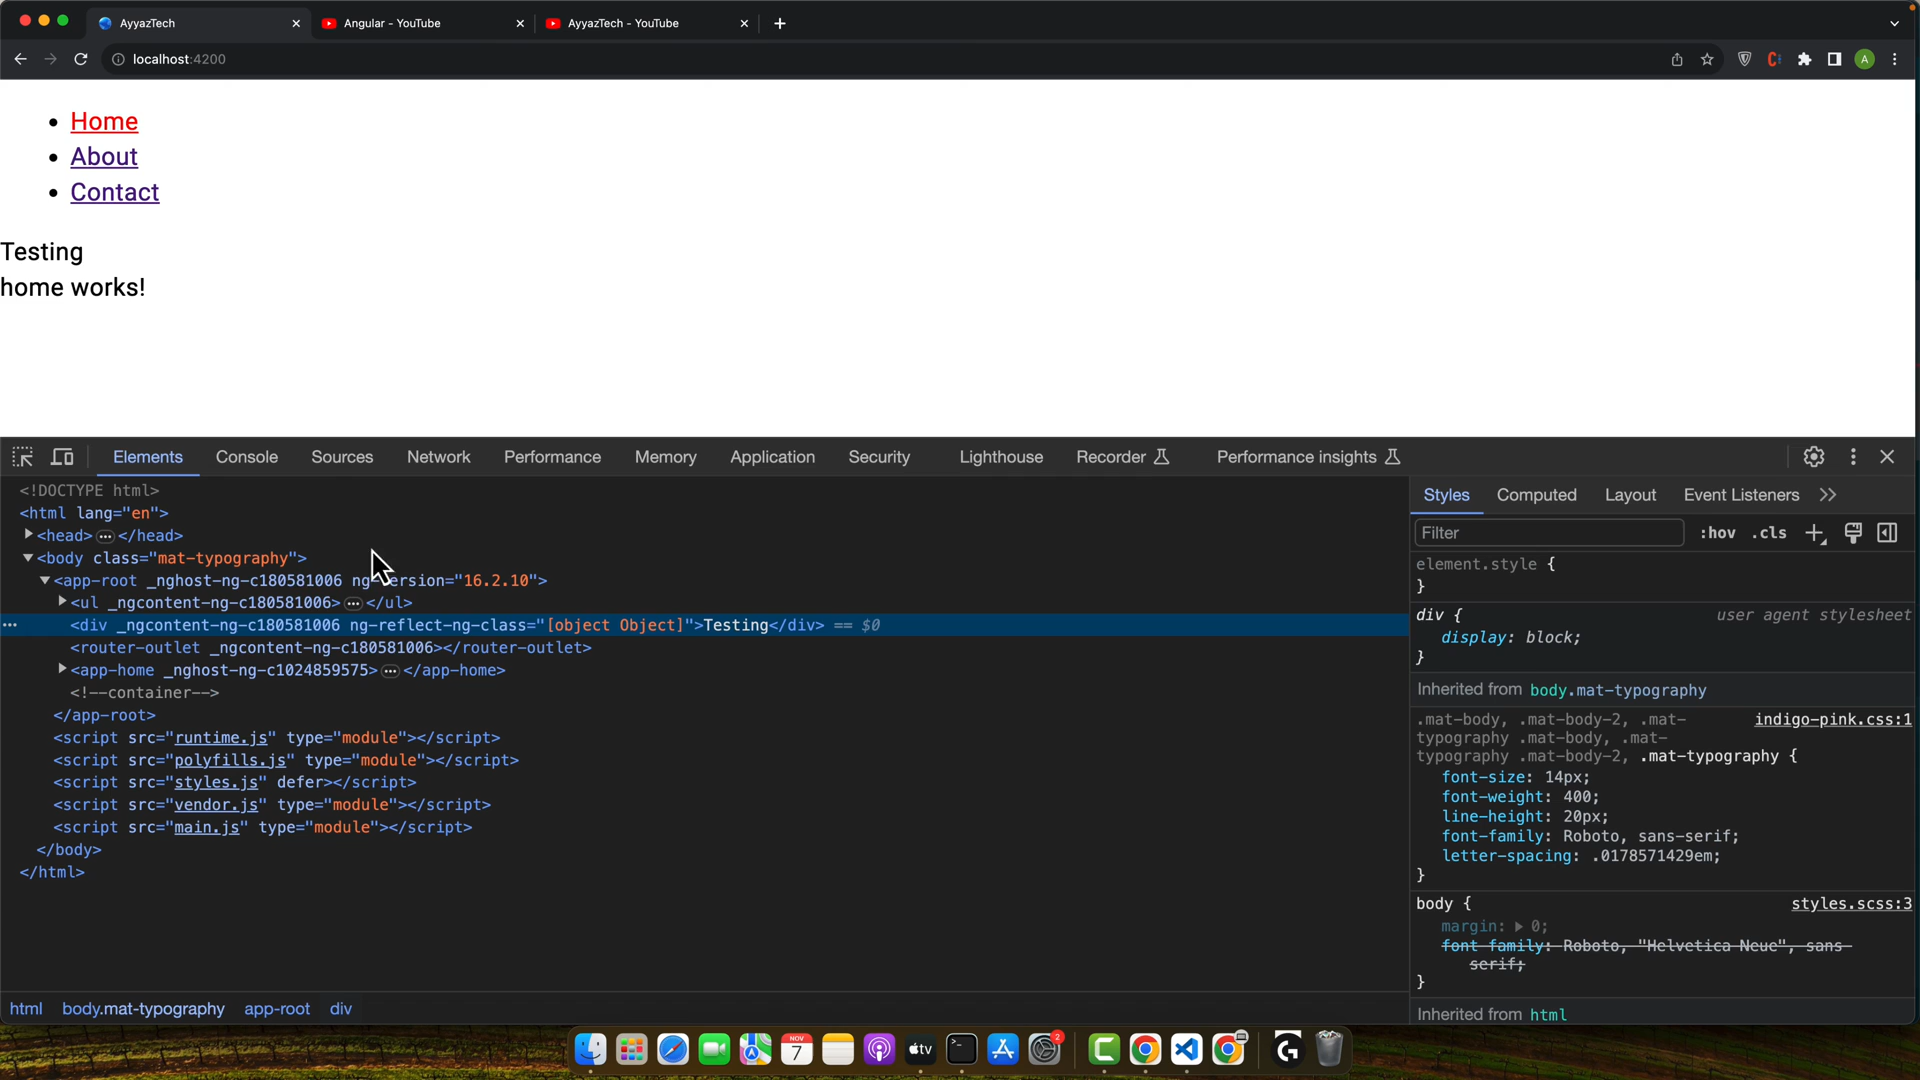 AyyazTech
Angular - YouTube
AyyazTech - YouTube
localhost:4200
A
Home
About
Contact
Testing
home works!
Elements
Console
Sources
Network
Performance
Memory
Application
Security
Lighthouse
Recorder
Performance insights
<!DOCTYPE html>
<html lang="en">
<head> ••• </head>
<body class="mat-typography">
<app-root _nghost-ng-c180581006 ng-version="16.2.10">
<ul _ngcontent-ng-c180581006> ••• </ul>
<div _ngcontent-ng-c180581006 ng-reflect-ng-class="[object Object]">Testing</div> == $0
<router-outlet _ngcontent-ng-c180581006></router-outlet>
<app-home _nghost-ng-c1024859575> ••• </app-home>
<!--container-->
</app-root>
<script src="runtime.js" type="module"></script>
<script src="polyfills.js" type="module"></script>
<script src="styles.js" defer></script>
<script src="vendor.js" type="module"></script>
<script src="main.js" type="module"></script>
</body>
</html>
html
body.mat-typography
app-root
div
Styles
Computed
Layout
Event Listeners
Filter
:hov
.cls
element.style {
}
div {
user agent stylesheet
display: block;
}
Inherited from body.mat-typography
.mat-body, .mat-body-2, .mat-
indigo-pink.css:1
typography .mat-body, .mat-
typography .mat-body-2, .mat-typography {
font-size: 14px;
font-weight: 400;
line-height: 20px;
font-family: Roboto, sans-serif;
letter-spacing: .0178571429em;
}
body {
styles.scss:3
margin: 0;
font-family: Roboto, "Helvetica Neue", sans-
serif;
}
Inherited from html
NOV
7
tv
2